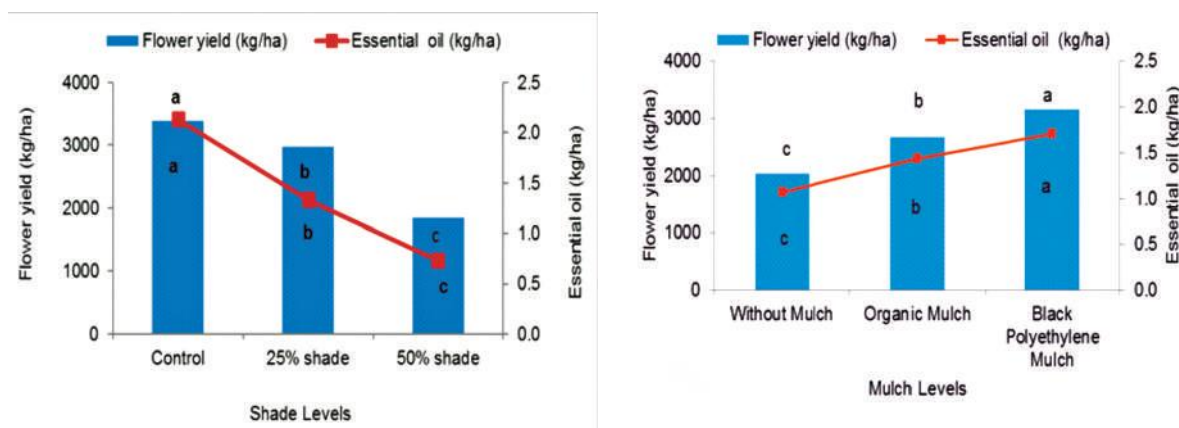 Flower yield (kg/ha) Essential oil (kg/ha)
Flower yield (kg/ha)
4000
3000
2000
1000
0
a
a
b
b
c
c
2.5
2.0
1.5
1.0
0.5
0.0
Essential oil (kg/ha)
Control 25% shade 50% shade
Shade Levels
Flower yield (kg/ha) Essential oil (kg/ha)
Flower yield (kg/ha)
4000
3000
2000
1000
0
c
c
b
b
a
a
2.5
2.0
1.5
1.0
0.5
0.0
Essential oil (kg/ha)
Without Mulch Organic Mulch Black
Polyethylene
Mulch
Mulch Levels